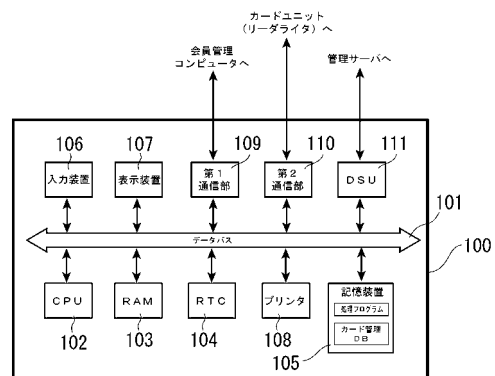 カードユニット
(リーダライタ)へ
会員管理
コンピュータへ
管理サーバへ
106
107
109
110
111
入力装置
表示装置
第1
通信部
第2
通信部
DSU
101
データバス
100
CPU
RAM
RTC
プリンタ
記憶装置
処理プログラム
カード管理
DB
102
103
104
108
105